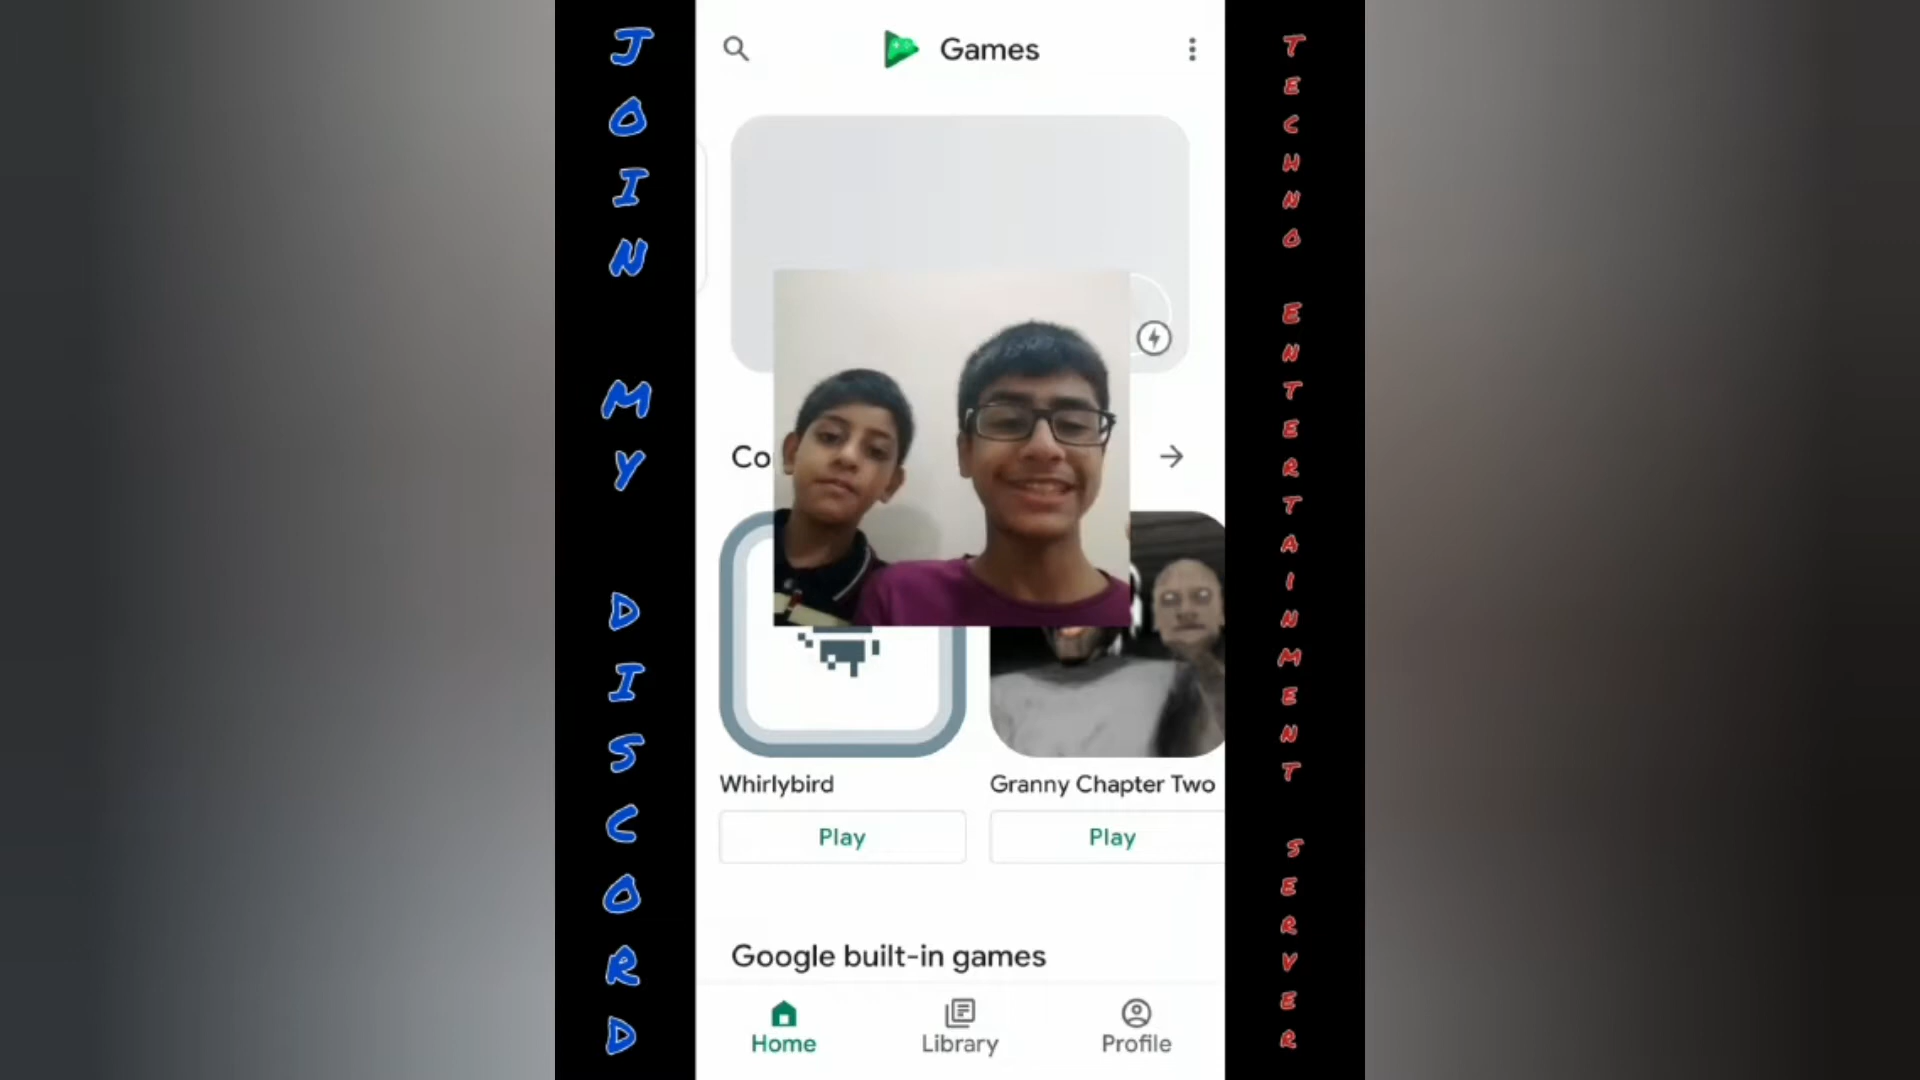 JOIN MY DISCORD
Games
Co
Whirlybird
Granny Chapter Two
Play
Play
Google built-in games
Home
Library
Profile
TECHNO ENTERTAINMENT SERVER